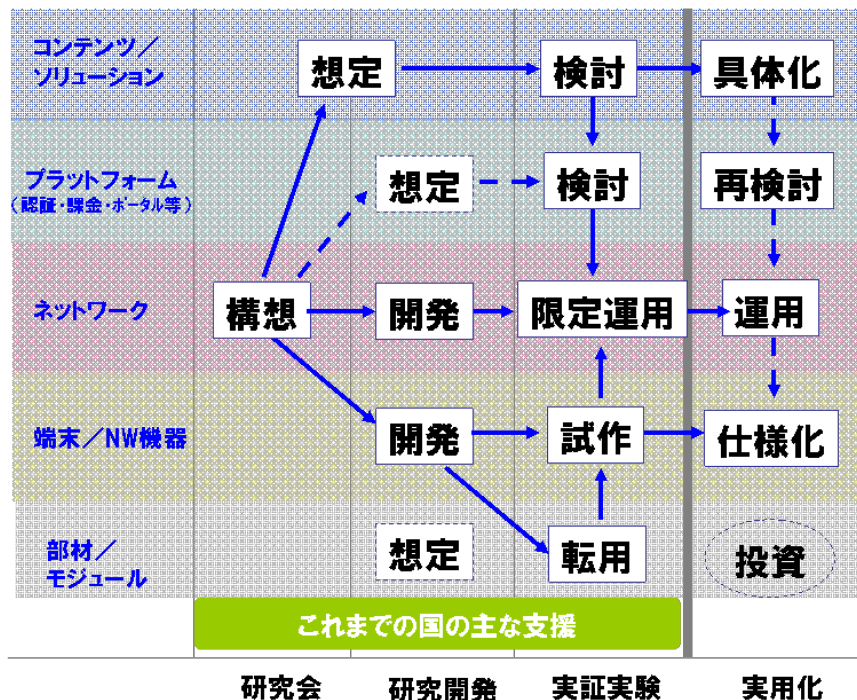 コンテンツ／
ソリューション
想定
検討
具体化
プラットフォーム
（認証・課金・ポータル等）
想定
検討
再検討
ネットワーク
構想
開発
限定運用
運用
端末／NW機器
開発
試作
仕様化
部材／
モジュール
想定
転用
投資
これまでの国の主な支援
研究会
研究開発
実証実験
実用化